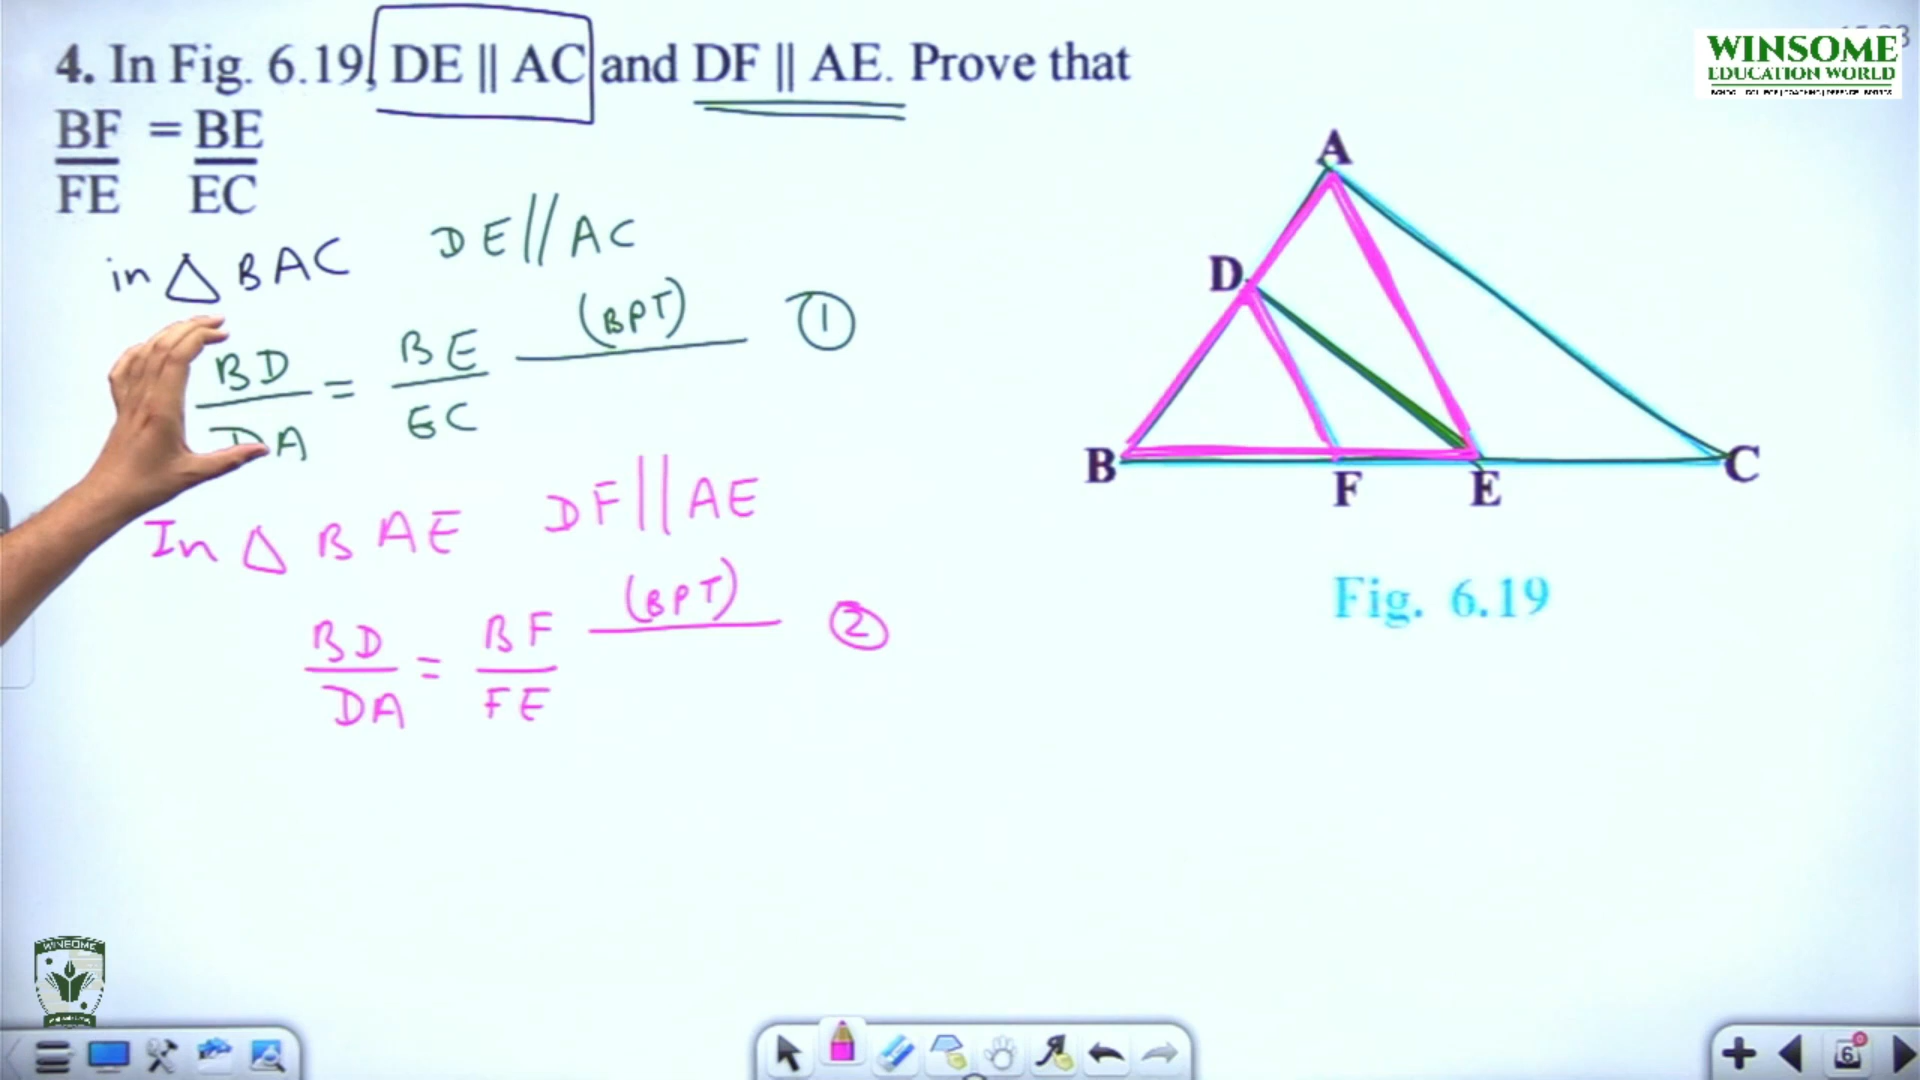 4. In Fig. 6.19, DE || AC and DF || AE. Prove that
BF = BE
FE EC
in △ BAC DE // AC
BD = BE (BPT) ①
DA EC
In △ BAE DF || AE
BD = BF (BPT) ②
DA FE
A
D
B F E C
Fig. 6.19
WINSOME
EDUCATION WORLD
WINSOME
6